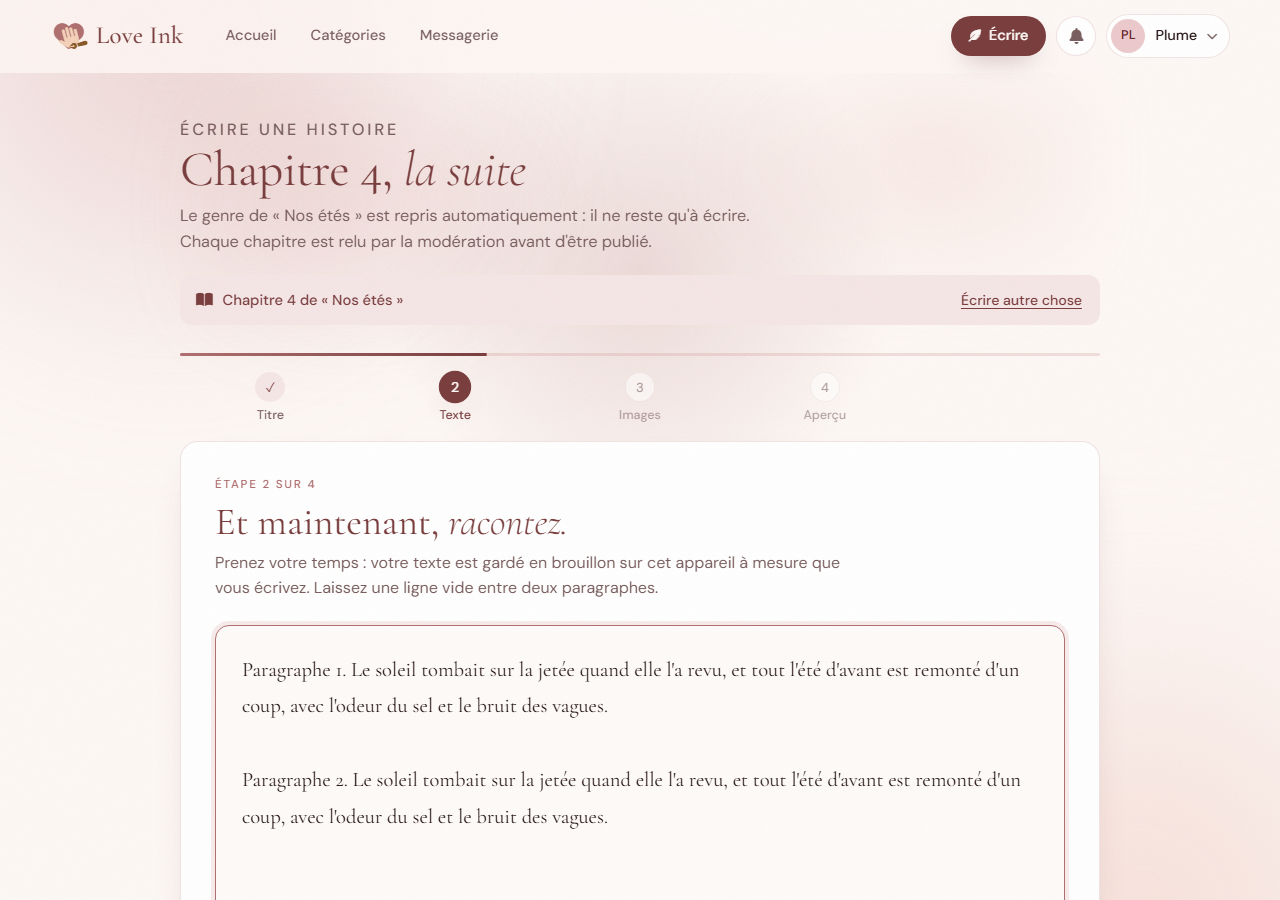 Love Ink
Accueil
Catégories
Messagerie
Écrire
PL
Plume
ÉCRIRE UNE HISTOIRE
Chapitre 4, la suite
Le genre de « Nos étés » est repris automatiquement : il ne reste qu'à écrire.
Chaque chapitre est relu par la modération avant d'être publié.
Chapitre 4 de « Nos étés »
Écrire autre chose
✓
Titre
2
Texte
3
Images
4
Aperçu
ÉTAPE 2 SUR 4
Et maintenant, racontez.
Prenez votre temps : votre texte est gardé en brouillon sur cet appareil à mesure que
vous écrivez. Laissez une ligne vide entre deux paragraphes.
Paragraphe 1. Le soleil tombait sur la jetée quand elle l'a revu, et tout l'été d'avant est remonté d'un
coup, avec l'odeur du sel et le bruit des vagues.
Paragraphe 2. Le soleil tombait sur la jetée quand elle l'a revu, et tout l'été d'avant est remonté d'un
coup, avec l'odeur du sel et le bruit des vagues.